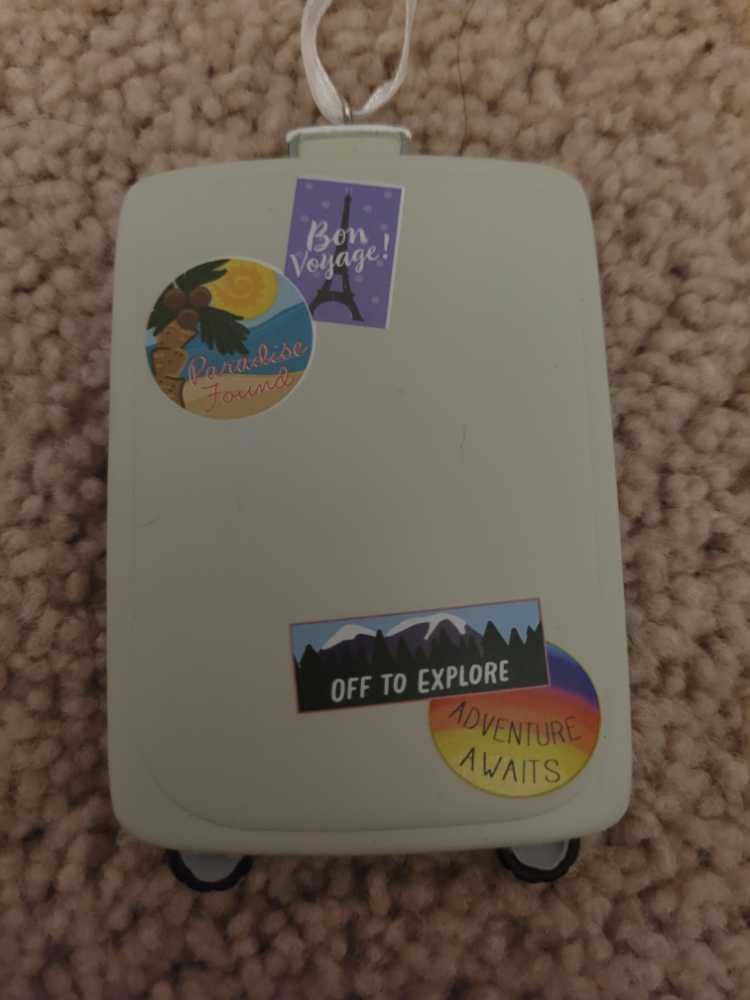 Bon
Voyage!
Paradise
Found
OFF TO EXPLORE
ADVENTURE
AWAITS